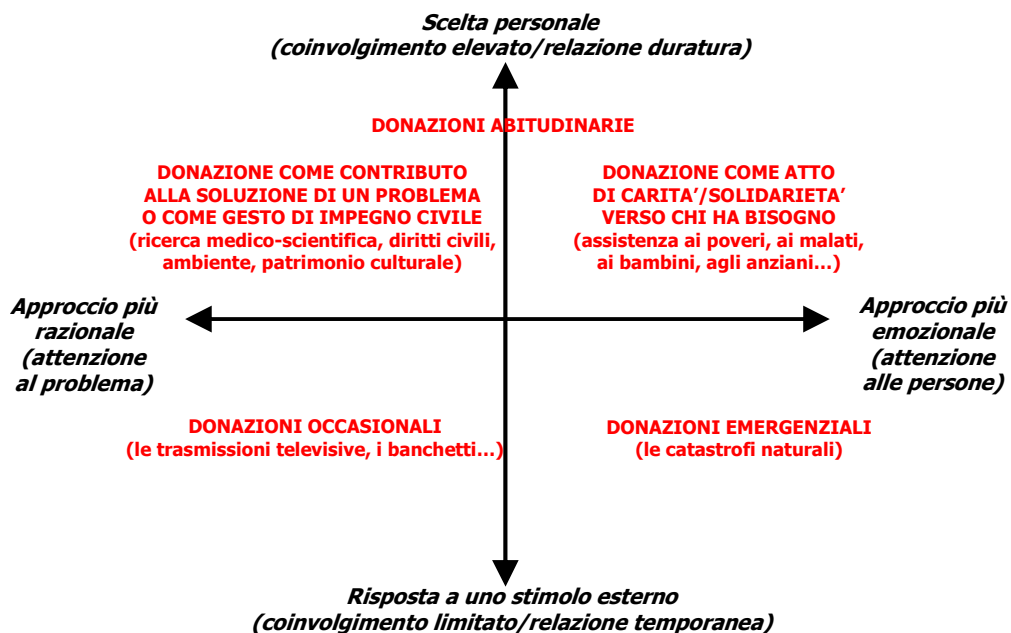 Scelta personale
(coinvolgimento elevato/relazione duratura)
DONAZIONI ABITUDINARIE
DONAZIONE COME CONTRIBUTO
ALLA SOLUZIONE DI UN PROBLEMA
O COME GESTO DI IMPEGNO CIVILE
(ricerca medico-scientifica, diritti civili,
ambiente, patrimonio culturale)
DONAZIONE COME ATTO
DI CARITA’/SOLIDARIETA’
VERSO CHI HA BISOGNO
(assistenza ai poveri, ai malati,
ai bambini, agli anziani…)
Approccio più
razionale
(attenzione
al problema)
Approccio più
emozionale
(attenzione
alle persone)
DONAZIONI OCCASIONALI
(le trasmissioni televisive, i banchetti…)
DONAZIONI EMERGENZIALI
(le catastrofi naturali)
Risposta a uno stimolo esterno
(coinvolgimento limitato/relazione temporanea)